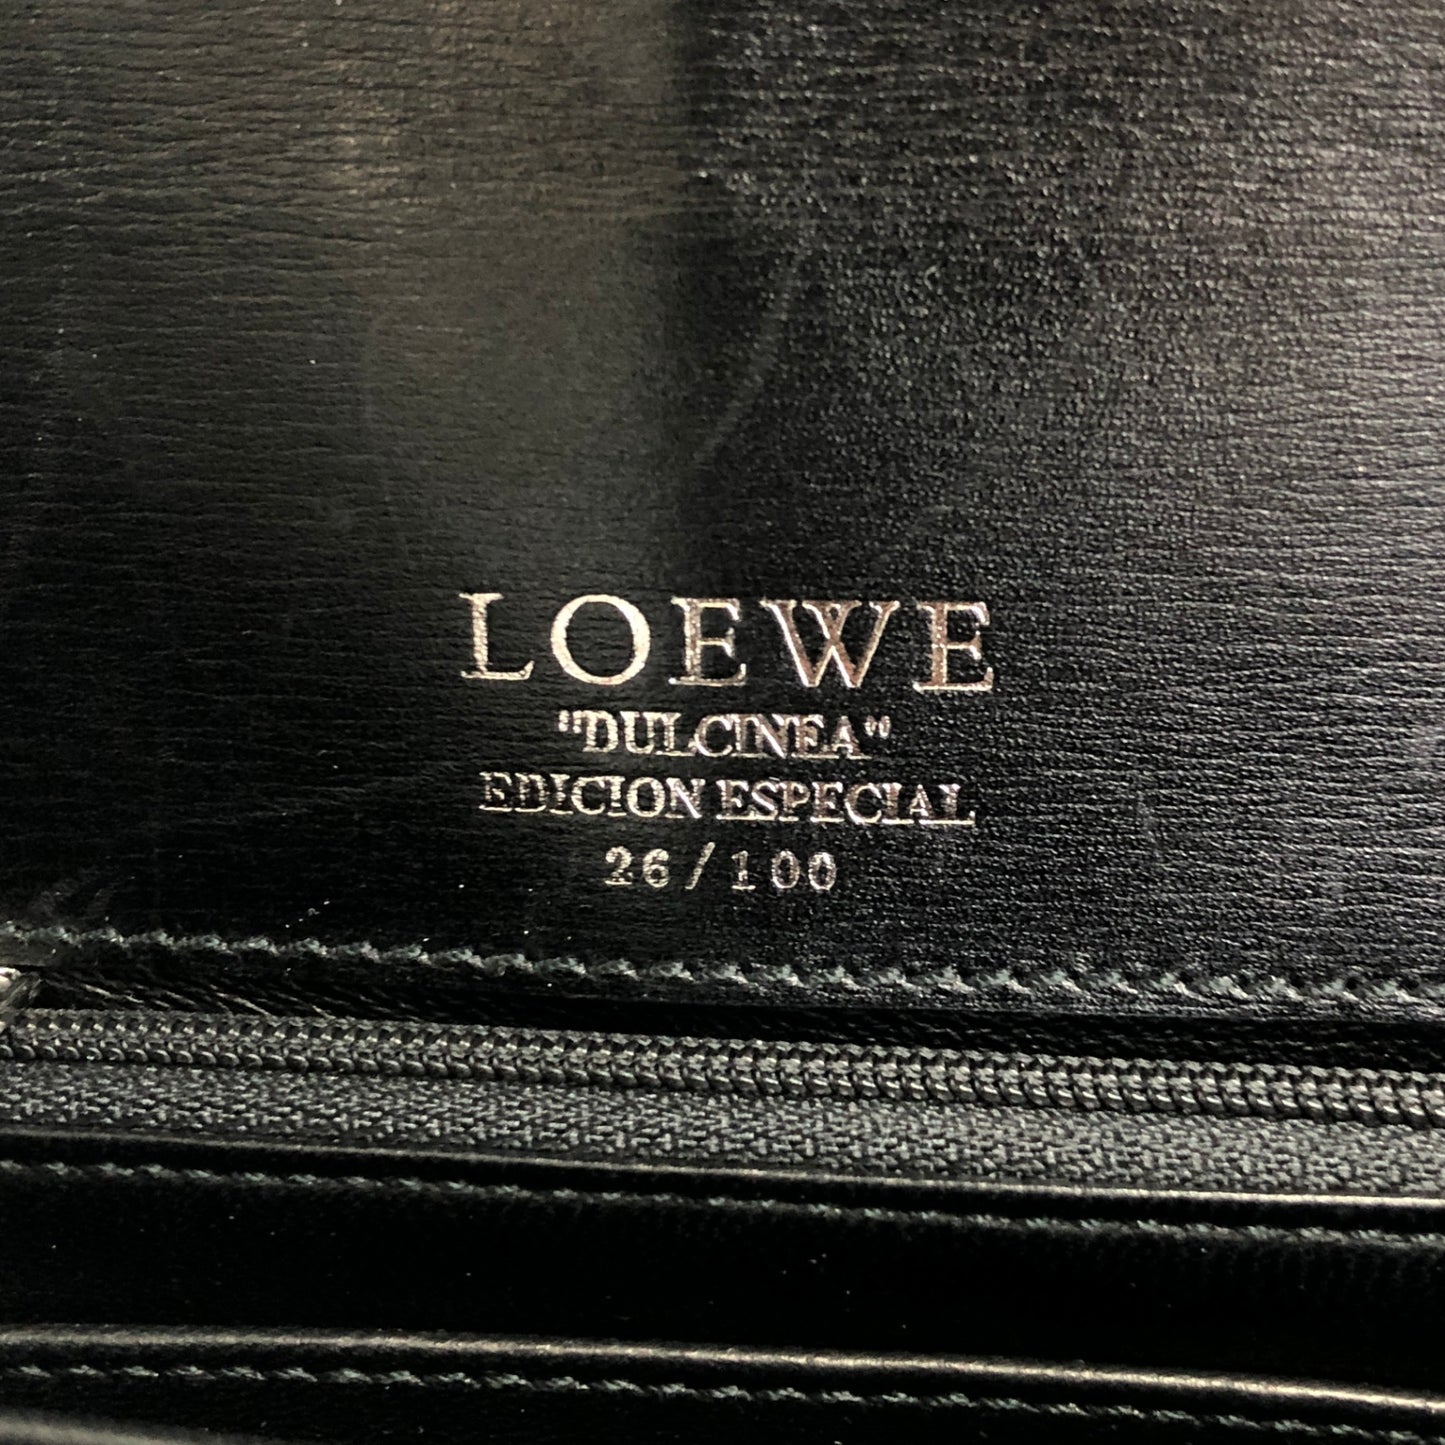 LOEWE
"DULCINEA"
EDICION ESPECIAL
26/100